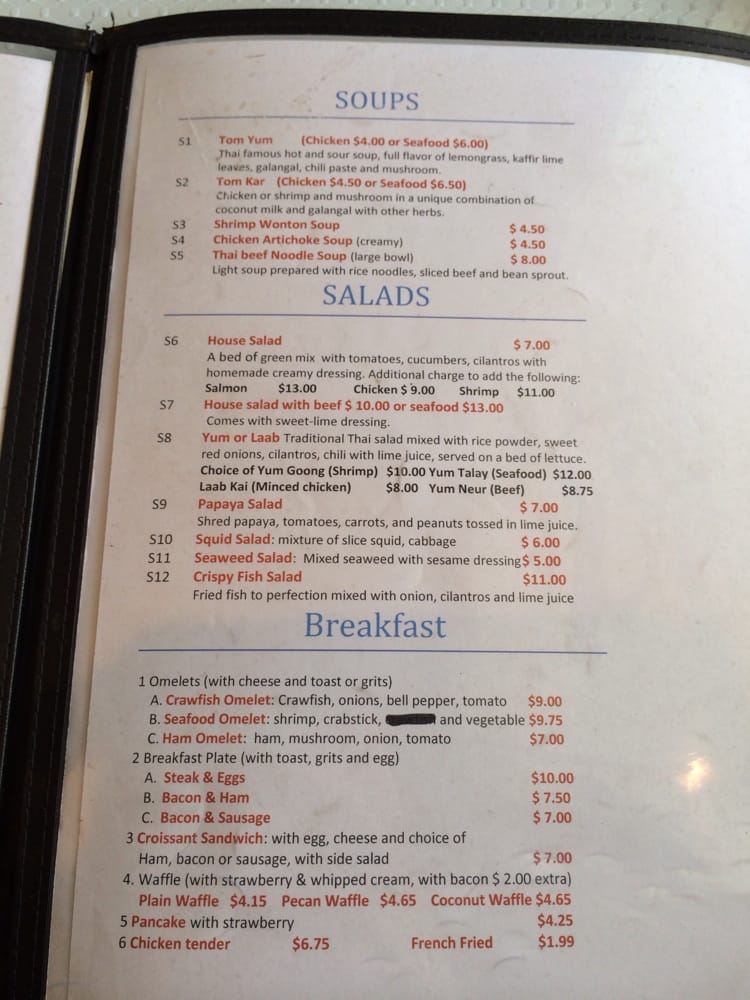 SOUPS
S1 Tom Yum (Chicken $4.00 or Seafood $6.00)
Thai famous hot and sour soup, full flavor of lemongrass, kaffir lime
leaves, galangal, chili paste and mushroom.
S2 Tom Kar (Chicken $4.50 or Seafood $6.50)
Chicken or shrimp and mushroom in a unique combination of
coconut milk and galangal with other herbs.
S3 Shrimp Wonton Soup $ 4.50
S4 Chicken Artichoke Soup (creamy) $ 4.50
S5 Thai beef Noodle Soup (large bowl) $ 8.00
Light soup prepared with rice noodles, sliced beef and bean sprout.
SALADS
S6 House Salad $ 7.00
A bed of green mix with tomatoes, cucumbers, cilantros with
homemade creamy dressing. Additional charge to add the following:
Salmon $13.00 Chicken $ 9.00 Shrimp $11.00
S7 House salad with beef $ 10.00 or seafood $13.00
Comes with sweet-lime dressing.
S8 Yum or Laab Traditional Thai salad mixed with rice powder, sweet
red onions, cilantros, chili with lime juice, served on a bed of lettuce.
Choice of Yum Goong (Shrimp) $10.00 Yum Talay (Seafood) $12.00
Laab Kai (Minced chicken) $8.00 Yum Neur (Beef) $8.75
S9 Papaya Salad $ 7.00
Shred papaya, tomatoes, carrots, and peanuts tossed in lime juice.
S10 Squid Salad: mixture of slice squid, cabbage $ 6.00
S11 Seaweed Salad: Mixed seaweed with sesame dressing $ 5.00
S12 Crispy Fish Salad $11.00
Fried fish to perfection mixed with onion, cilantros and lime juice
Breakfast
1 Omelets (with cheese and toast or grits)
A. Crawfish Omelet: Crawfish, onions, bell pepper, tomato $9.00
B. Seafood Omelet: shrimp, crabstick, and vegetable $9.75
C. Ham Omelet: ham, mushroom, onion, tomato $7.00
2 Breakfast Plate (with toast, grits and egg)
A. Steak & Eggs $10.00
B. Bacon & Ham $ 7.50
C. Bacon & Sausage $ 7.00
3 Croissant Sandwich: with egg, cheese and choice of
Ham, bacon or sausage, with side salad $ 7.00
4. Waffle (with strawberry & whipped cream, with bacon $ 2.00 extra)
Plain Waffle $4.15 Pecan Waffle $4.65 Coconut Waffle $4.65
5 Pancake with strawberry $4.25
6 Chicken tender $6.75 French Fried $1.99